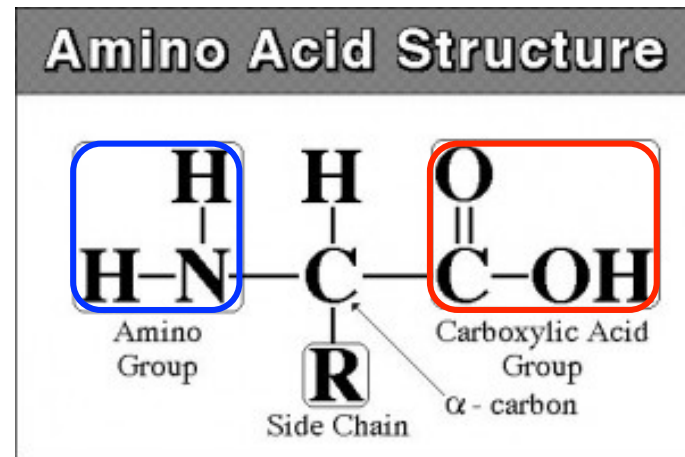 Amino Acid Structure
H H O
H–N–C–C–OH
Amino
Group
R
Side Chain
α - carbon
Carboxylic Acid
Group